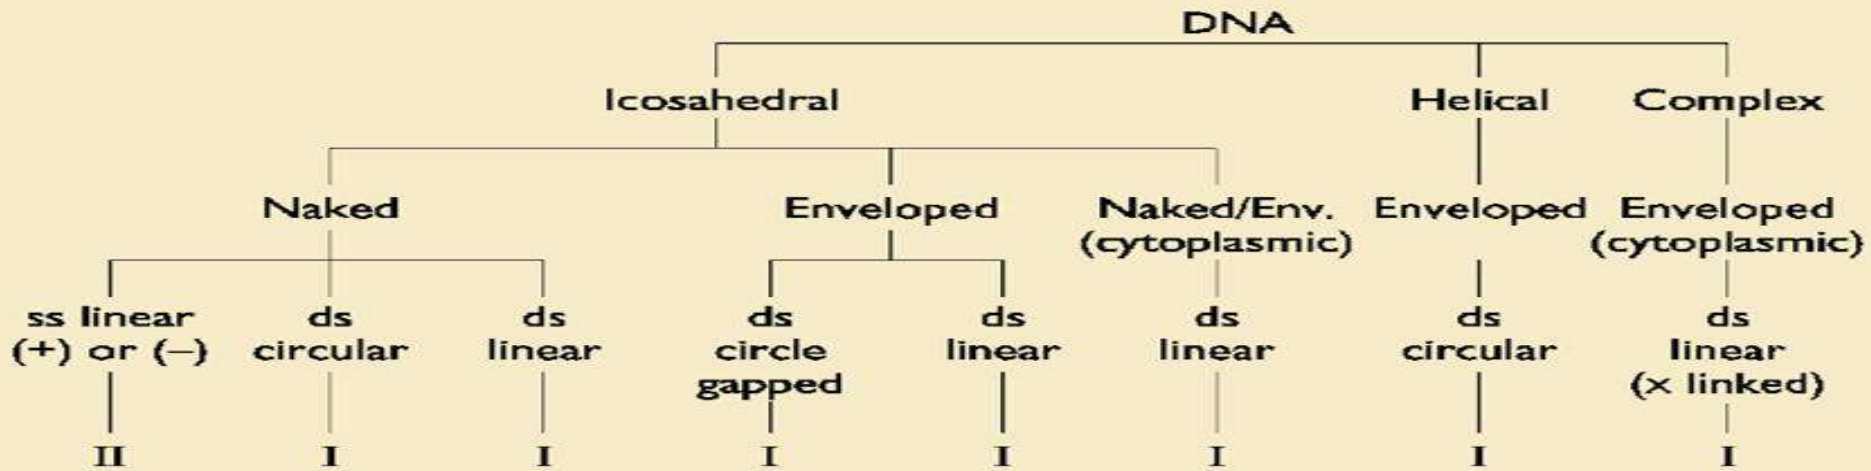 DNA
Icosahedral Helical Complex
Naked Enveloped Naked/Env. Enveloped Enveloped
(cytoplasmic) (cytoplasmic)
ss linear ds ds ds ds ds ds ds
(+) or (–) circular linear circle linear linear circular linear
gapped (x linked)
II I I I I I I I